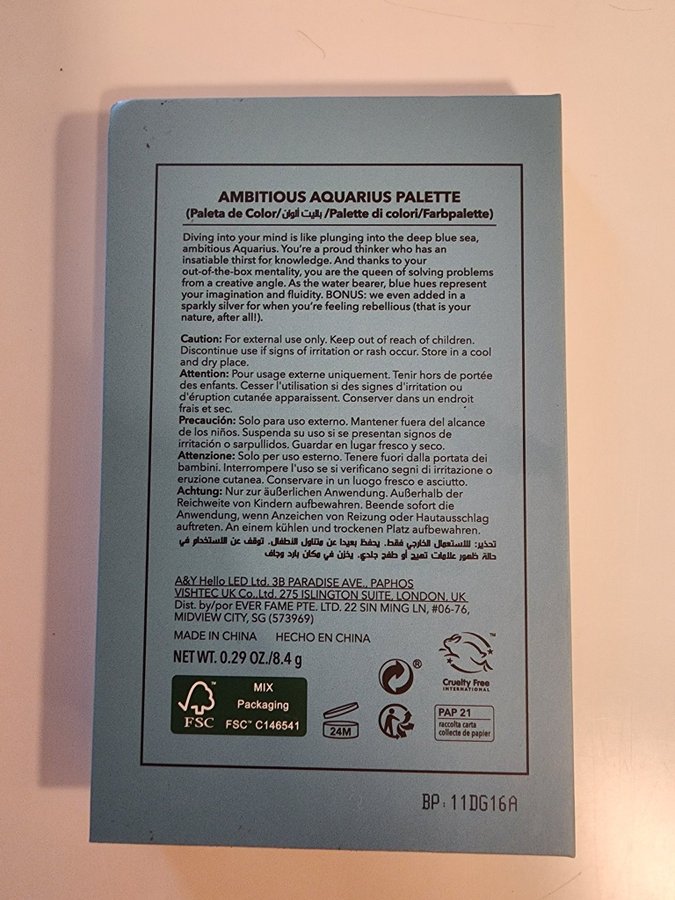 AMBITIOUS AQUARIUS PALETTE
(Paleta de Color/باليت ألوان /Palette di colori/Farbpalette)
Diving into your mind is like plunging into the deep blue sea,
ambitious Aquarius. You're a proud thinker who has an
insatiable thirst for knowledge. And thanks to your
out-of-the-box mentality, you are the queen of solving problems
from a creative angle. As the water bearer, blue hues represent
your imagination and fluidity. BONUS: we even added in a
sparkly silver for when you're feeling rebellious (that is your
nature, after all!).
Caution: For external use only. Keep out of reach of children.
Discontinue use if signs of irritation or rash occur. Store in a cool
and dry place.
Attention: Pour usage externe uniquement. Tenir hors de portée
des enfants. Cesser l'utilisation si des signes d'irritation ou
d'éruption cutanée apparaissent. Conserver dans un endroit
frais et sec.
Precaución: Solo para uso externo. Mantener fuera del alcance
de los niños. Suspenda su uso si se presentan signos de
irritación o sarpullidos. Guardar en lugar fresco y seco.
Attenzione: Solo per uso esterno. Tenere fuori dalla portata dei
bambini. Interrompere l'uso se si verificano segni di irritazione o
eruzione cutanea. Conservare in un luogo fresco e asciutto.
Achtung: Nur zur äußerlichen Anwendung. Außerhalb der
Reichweite von Kindern aufbewahren. Beende sofort die
Anwendung, wenn Anzeichen von Reizung oder Hautausschlag
auftreten. An einem kühlen und trockenen Platz aufbewahren.
تحذير: للاستعمال الخارجي فقط. يحفظ بعيدا عن متناول الأطفال. توقف عن الاستخدام في
حالة ظهور علامات تهيج أو طفح جلدي. يخزن في مكان بارد وجاف
A&Y Hello LED Ltd. 3B PARADISE AVE., PAPHOS
VISHTEC UK Co.,Ltd. 275 ISLINGTON SUITE, LONDON, UK
Dist. by/por EVER FAME PTE. LTD. 22 SIN MING LN, #06-76,
MIDVIEW CITY, SG (573969)
MADE IN CHINA HECHO EN CHINA
NET WT. 0.29 OZ./8.4 g
FSC
MIX
Packaging
FSC™ C146541
24M
®
™
Cruelty Free
INTERNATIONAL
PAP 21
raccolta carta
collecte de papier
BP: 11DG16A